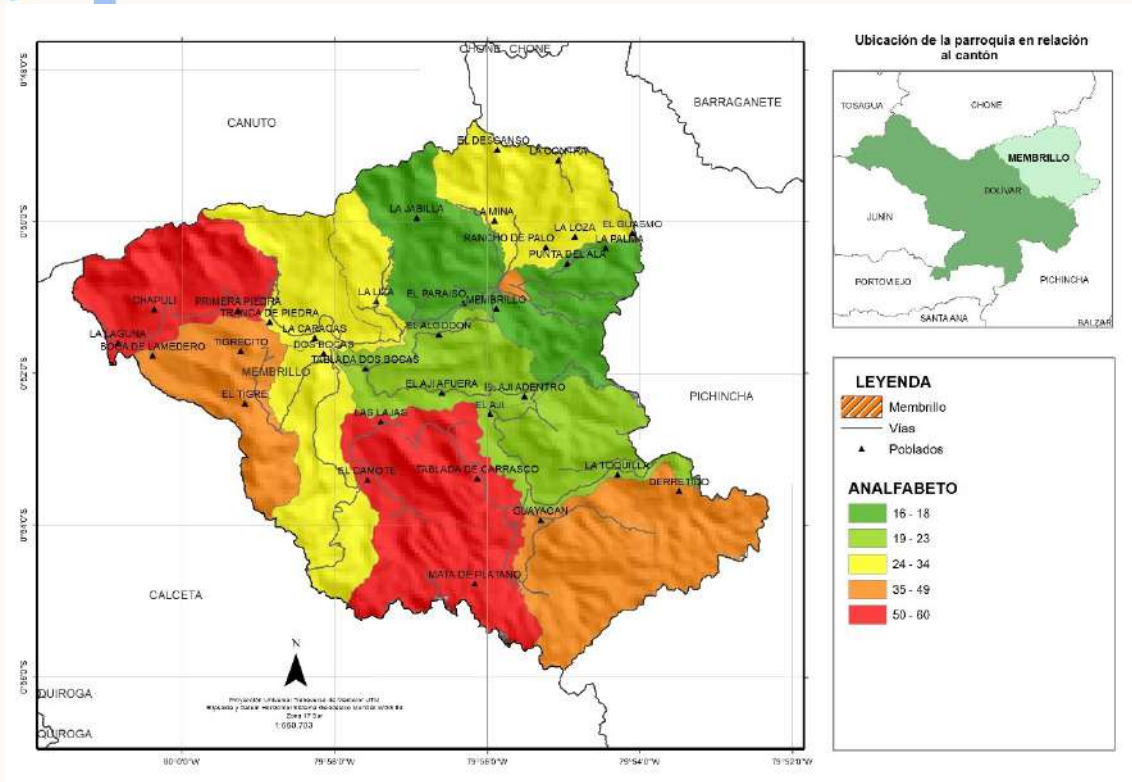 CHONE
CHONE
BARRAGANETE
CANUTO
EL DESCANSO
LA JABILLA
LA MINA
LA LOZA
EL GUASMO
RANCHO DE PALO
LA PALMA
PUNTA DEL ALA
CHAPULI
PRIMERA PIEDRA
TRANCA DE PIEDRA
LA LIZA
EL PARAISO
MEMBRILLO
LA CARACAS
EL ALGODON
LA LAGUNA
BOCA DE LAMEDERO
TIGRECITO
DOS BOCAS
MEMBRILLO
TABLADA DOS BOCAS
EL TIGRE
EL AJI AFUERA
AJI ADENTRO
EL AJI
PICHINCHA
LAS LAJAS
EL CAMOTE
TABLADA DE CARRASCO
LA TOQUILLA
DERRETIDO
GUAYACAN
MATA DE PLATANO
CALCETA
QUIROGA
QUIROGA
N
Zona 17 Sur
80°0'0"W
79°58'0"W
79°56'0"W
79°54'0"W
79°52'0"W
Ubicación de la parroquia en relación
al cantón
TOSAGUA
CHONE
MEMBRILLO
BOLIVAR
JUNÍN
PORTOVIEJO
PICHINCHA
SANTA ANA
BALZAR
LEYENDA
Membrillo
Vías
Poblados
ANALFABETO
16 - 18
19 - 23
24 - 34
35 - 49
50 - 60